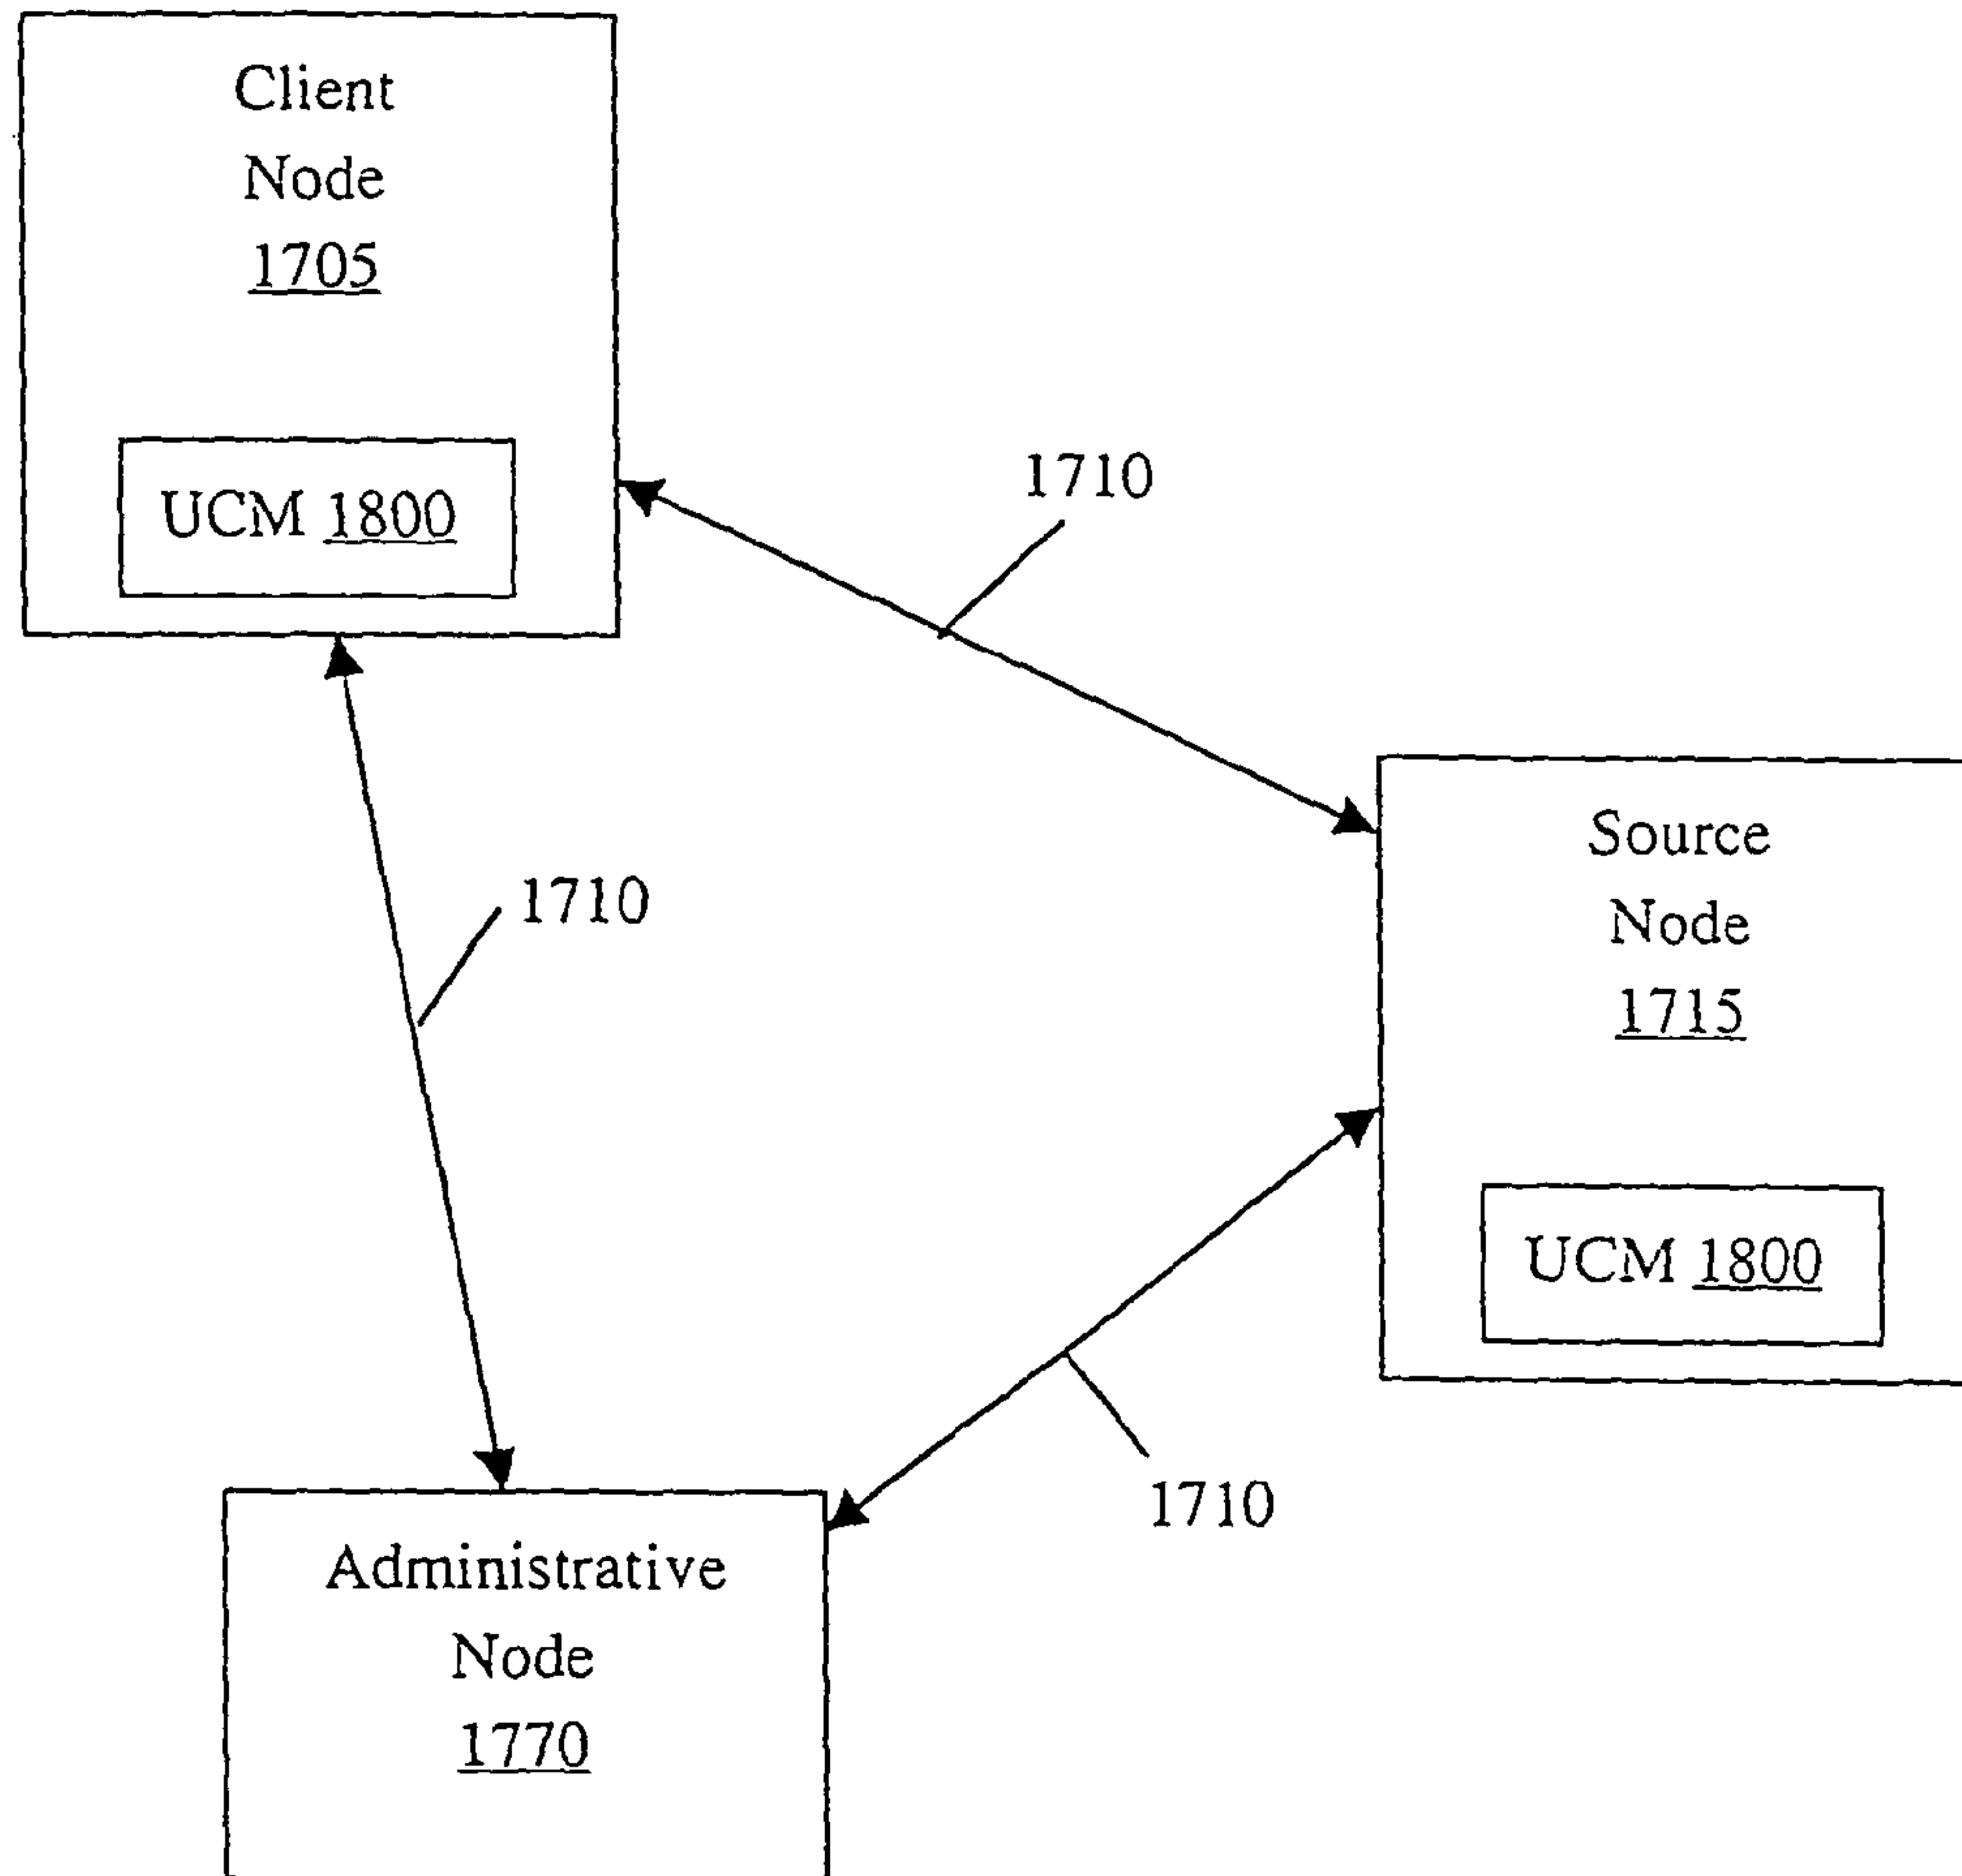 Client
Node
1705
UCM 1800
1710
1710
Source
Node
1715
UCM 1800
1710
Administrative
Node
1770